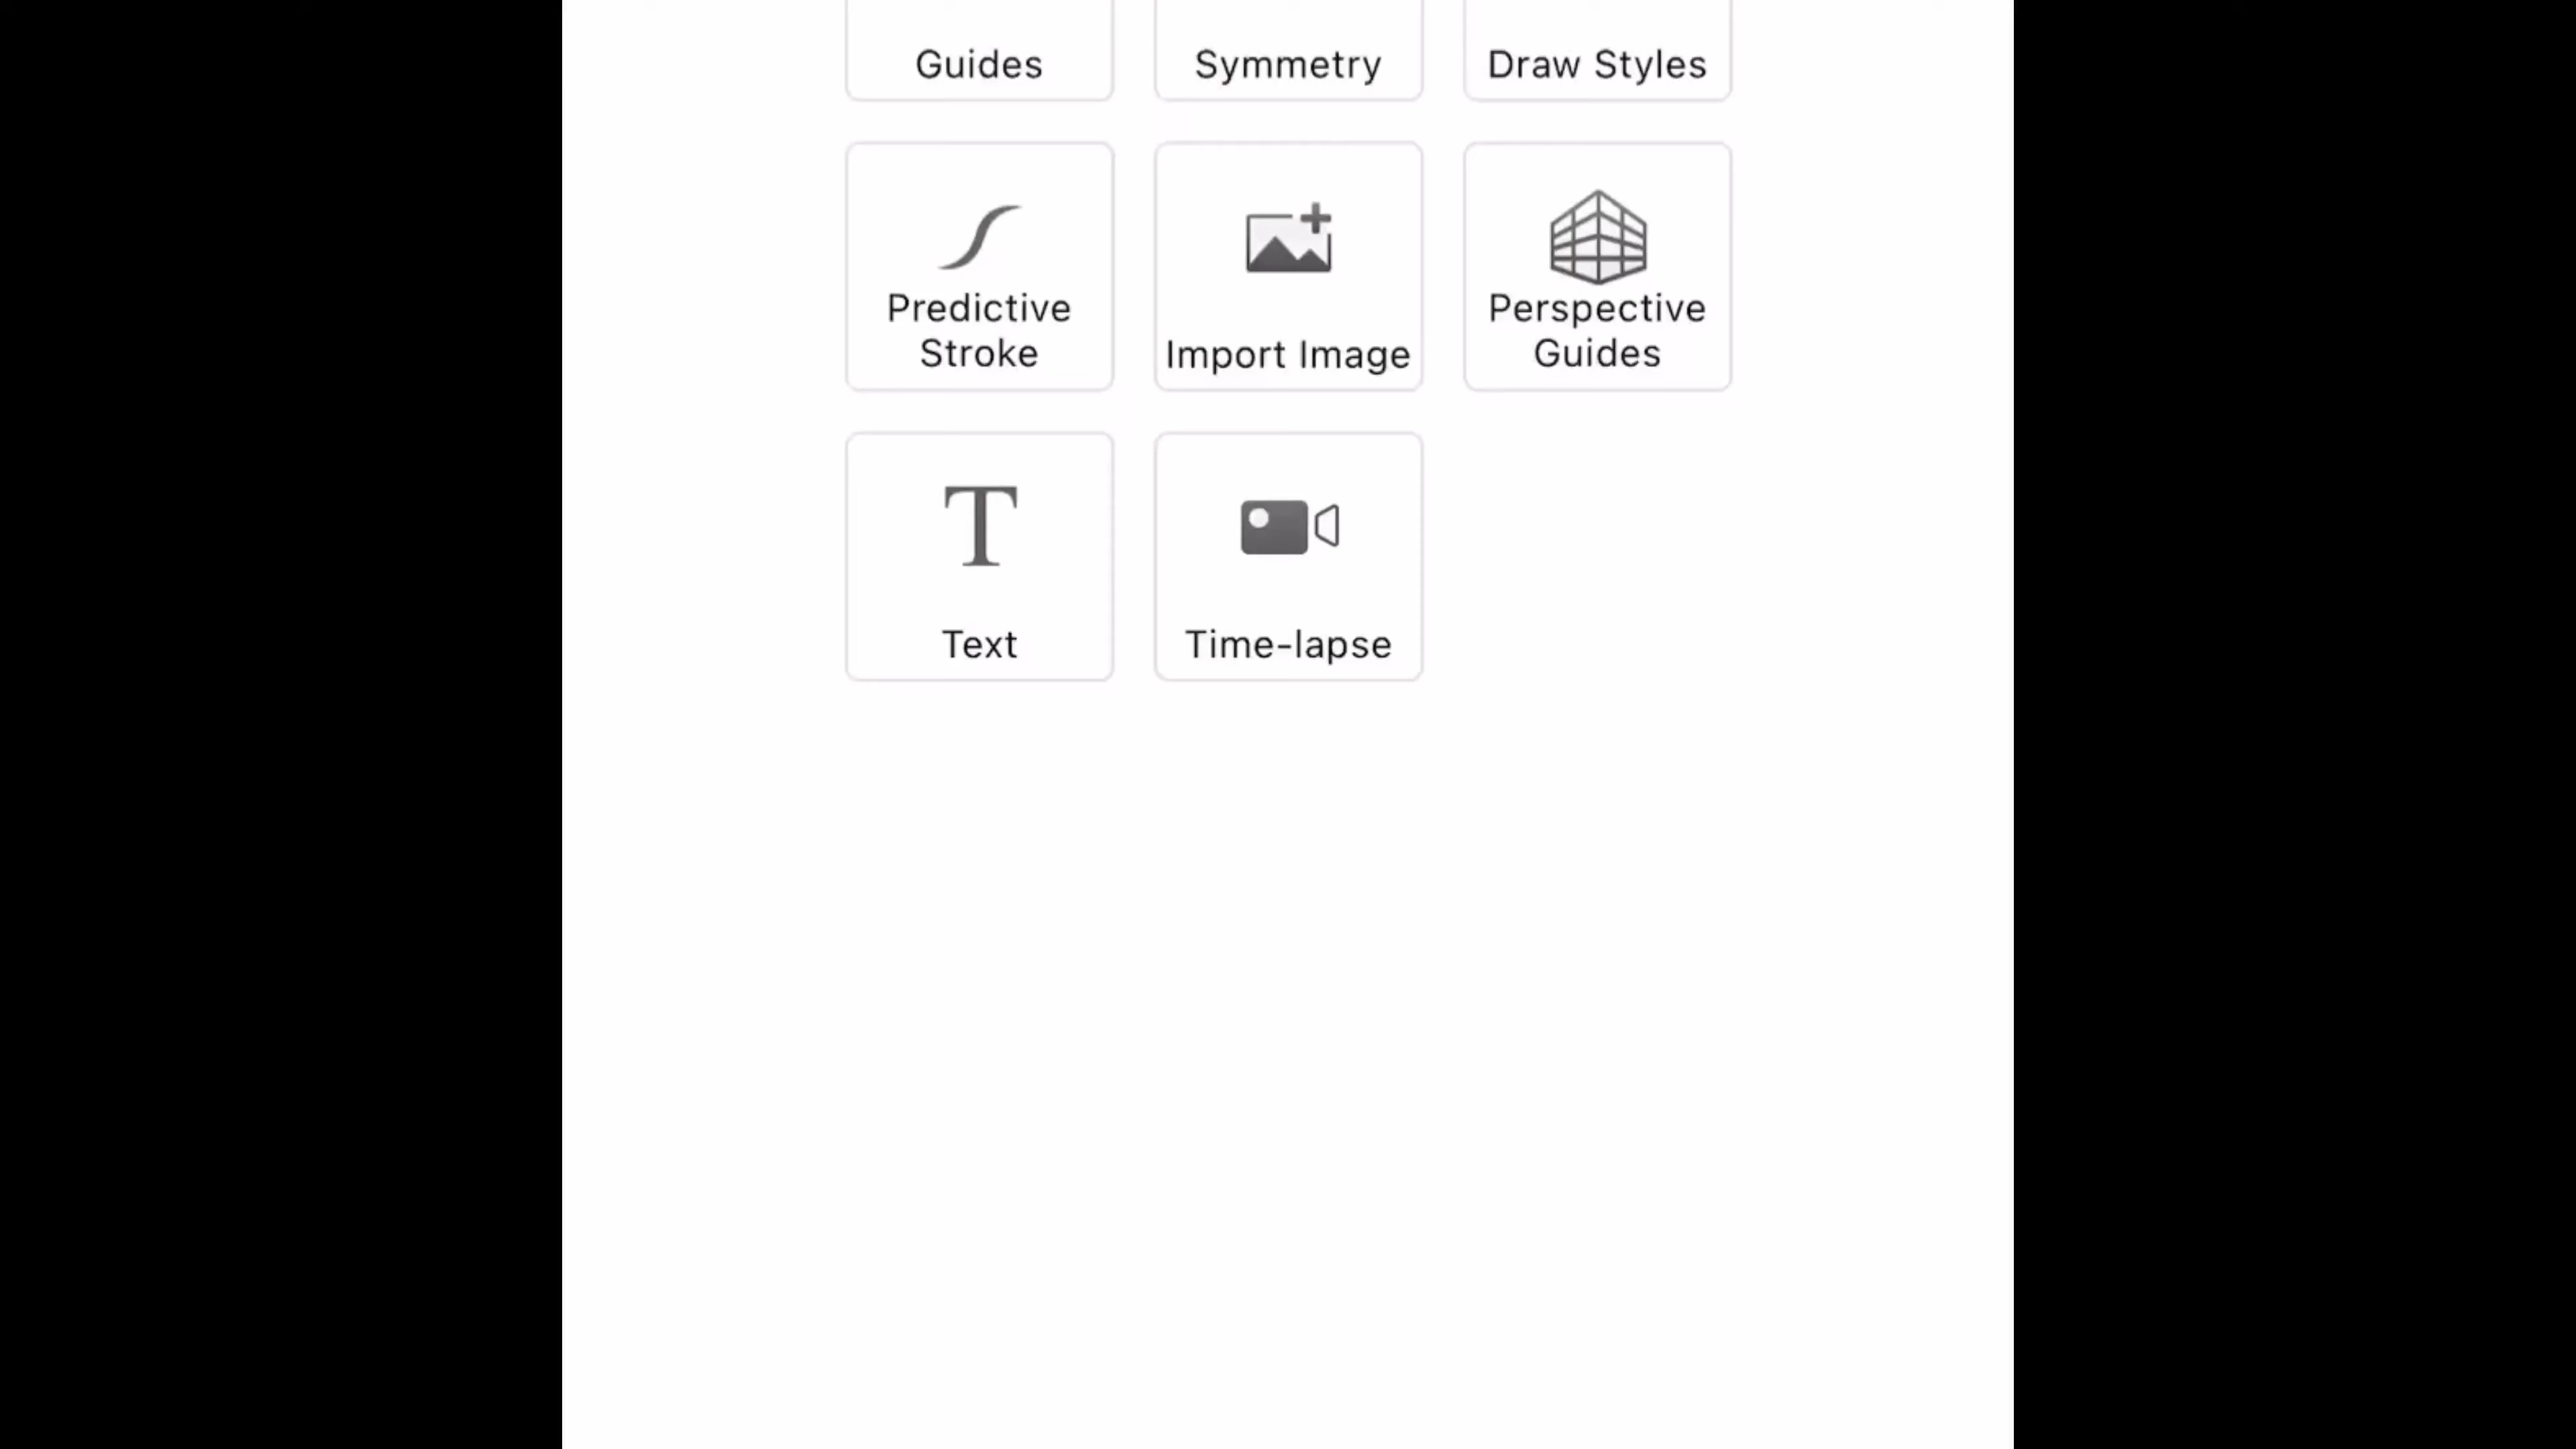 Guides
Symmetry
Draw Styles
Predictive
Stroke
Import Image
Perspective
Guides
Text
Time-lapse